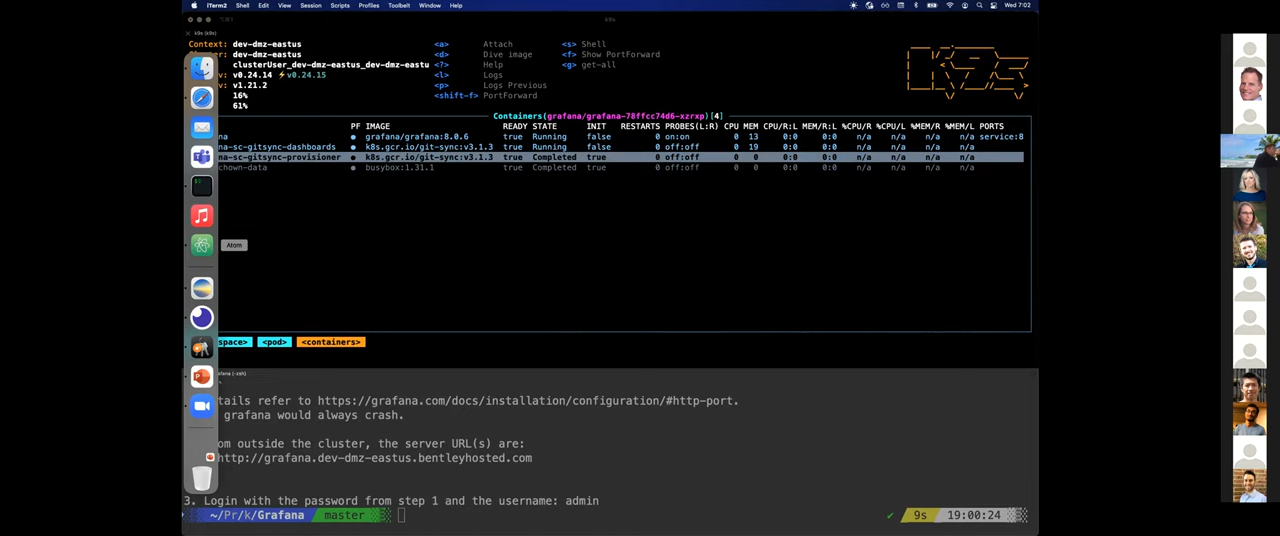 iTerm2 Shell Edit View Session Scripts Profiles Toolbelt Window Help Wed 7:02
k9s (k9s)
Context: dev-dmz-eastus <a> Attach <s> Shell
dev-dmz-eastus <d> Dive image <f> Show PortForward
clusterUser_dev-dmz-eastus_dev-dmz-eastu <?> Help <g> get-all
v: v0.24.14 ⚡v0.24.15 <l> Logs
v: v1.21.2 <p> Logs Previous
16% <shift-f> PortForward
61%
Containers(grafana/grafana-78ffcc74d6-xzrxp)[4]
PF IMAGE READY STATE INIT RESTARTS PROBES(L:R) CPU MEM CPU/R:L MEM/R:L %CPU/R %CPU/L %MEM/R %MEM/L PORTS
na ● grafana/grafana:8.0.6 true Running false 0 on:on 0 13 0:0 0:0 n/a n/a n/a n/a service:8
na-sc-gitsync-dashboards ● k8s.gcr.io/git-sync:v3.1.3 true Running false 0 off:off 0 19 0:0 0:0 n/a n/a n/a n/a
na-sc-gitsync-provisioner ● k8s.gcr.io/git-sync:v3.1.3 true Completed true 0 off:off 0 0 0:0 0:0 n/a n/a n/a n/a
chown-data ● busybox:1.31.1 true Completed true 0 off:off 0 0 0:0 0:0 n/a n/a n/a n/a
Atom
space> <pod> <containers>
rafana (-zsh)
tails refer to https://grafana.com/docs/installation/configuration/#http-port.
grafana would always crash.
om outside the cluster, the server URL(s) are:
http://grafana.dev-dmz-eastus.bentleyhosted.com
3. Login with the password from step 1 and the username: admin
~/Pr/k/Grafana master ✔ 9s 19:00:24